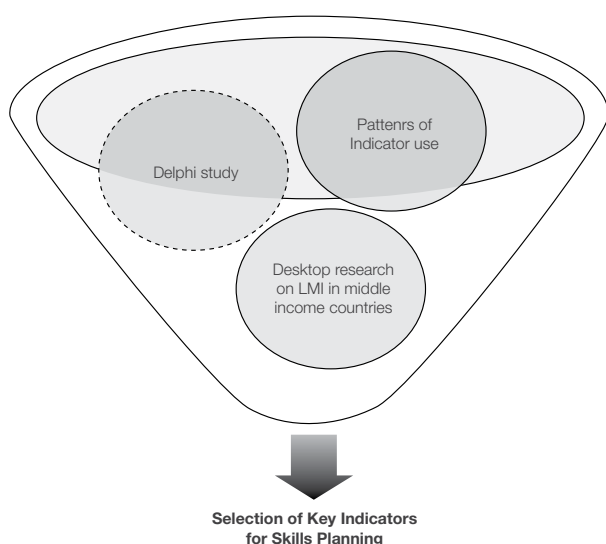 Pattenrs of
Indicator use
Delphi study
Desktop research
on LMI in middle
income countries
Selection of Key Indicators
for Skills Planning